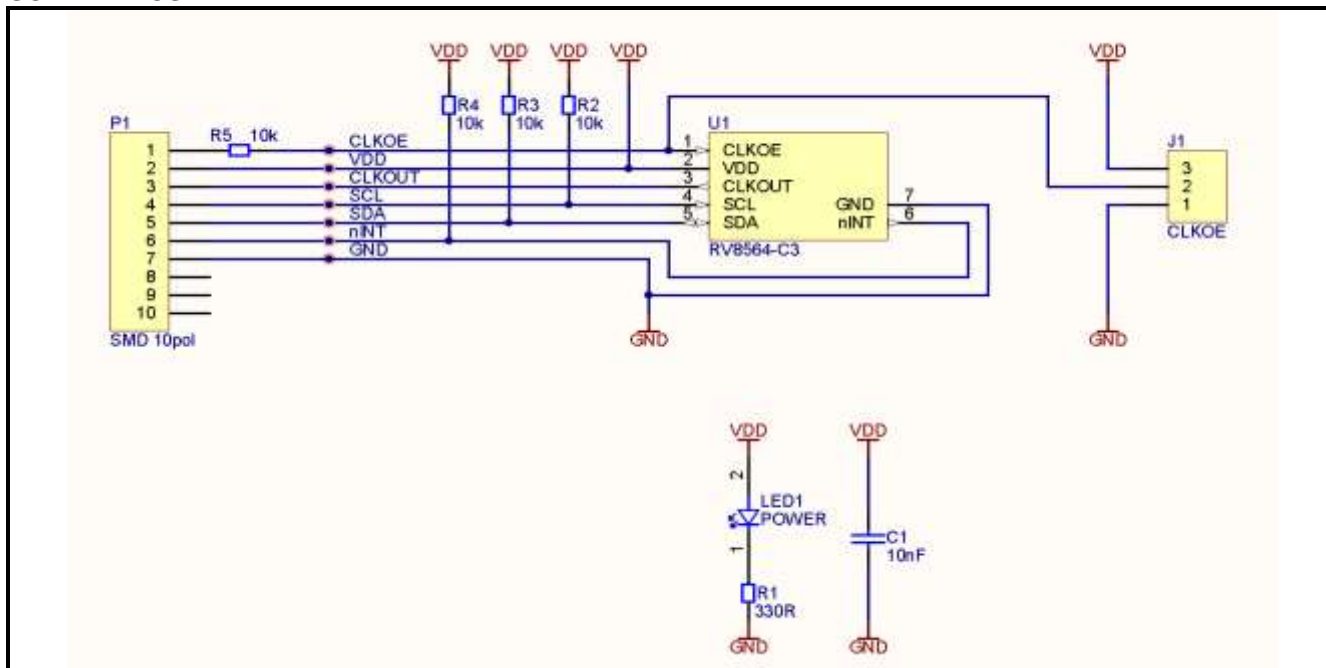 VDD VDD VDD VDD VDD
R4 R3 R2
10k 10k 10k
P1 U1
R5 10k J1
1 CLKOE 1 CLKOE
2 VDD 2 VDD 3
3 CLKOUT 3 CLKOUT 2
4 SCL 4 SCL GND 7 1
5 SDA 5 SDA nINT 6
6 nINT RV8564-C3 CLKOE
7 GND
8
9
10
SMD 10pol GND GND
VDD VDD
2
LED1
POWER
C1
10nF
1
R1
330R
GND GND